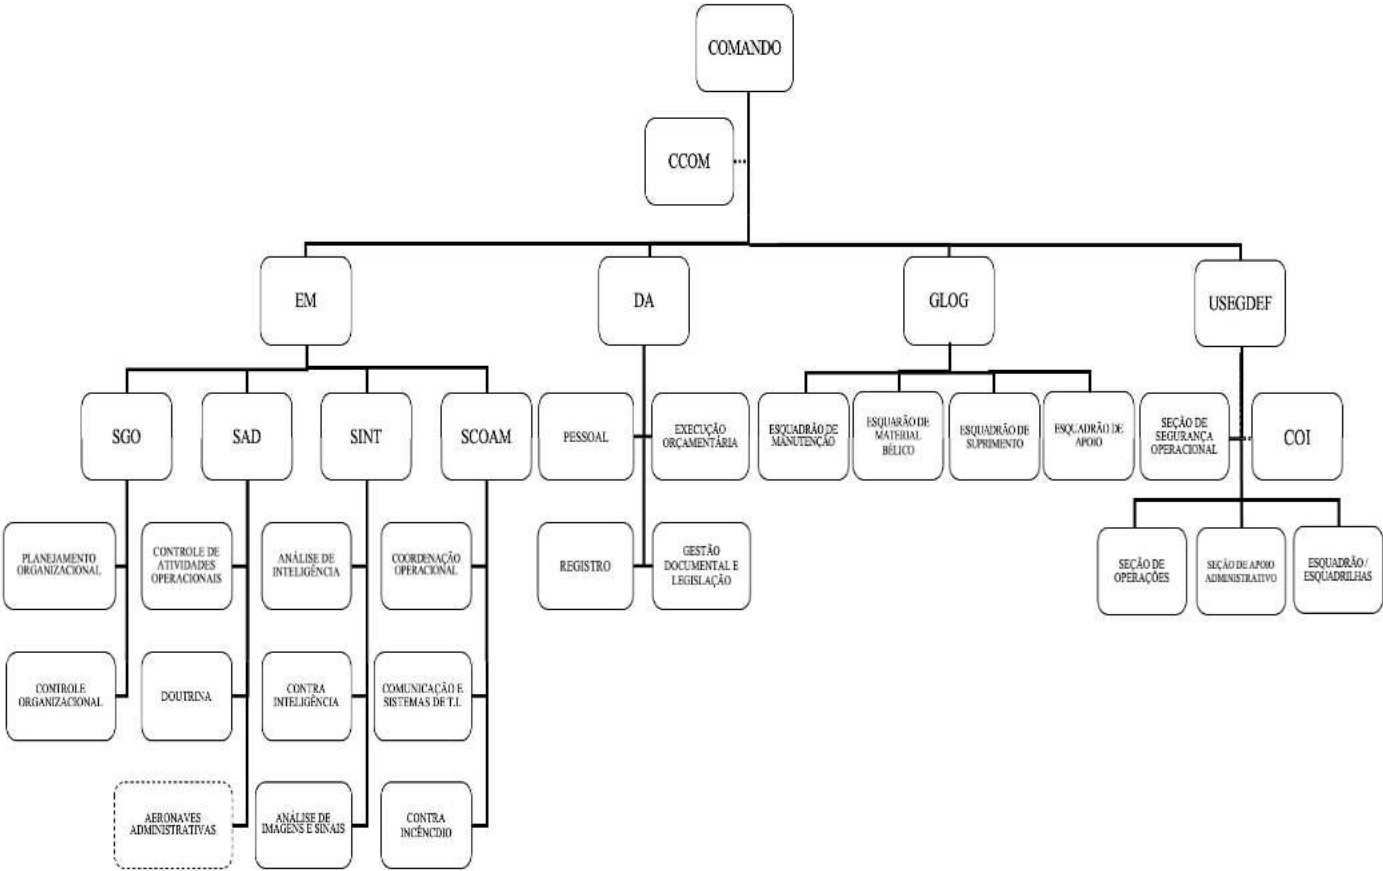 COMANDO
CCOM
EM
DA
GLOG
USEGDEF
SGO
SAD
SINT
SCOAM
PESSOAL
EXECUÇÃO
ORÇAMENTÁRIA
ESQUADRÃO DE
MANUTENÇÃO
ESQUARÃO DE
MATERIAL
BÉLICO
ESQUADRÃO DE
SUPRIMENTO
ESQUADRÃO DE
APOIO
SEÇÃO DE
SEGURANÇA
OPERACIONAL
COI
PLANEJAMENTO
ORGANIZACIONAL
CONTROLE DE
ATIVIDADES
OPERACIONAIS
ANÁLISE DE
INTELIGÊNCIA
COORDENAÇÃO
OPERACIONAL
REGISTRO
GESTÃO
DOCUMENTAL E
LEGISLAÇÃO
SEÇÃO DE
OPERAÇÕES
SEÇÃO DE APOIO
ADMINISTRATIVO
ESQUADRÃO /
ESQUADRILHAS
CONTROLE
ORGANIZACIONAL
DOUTRINA
CONTRA
INTELIGÊNCIA
COMUNICAÇÃO E
SISTEMAS DE T.I.
AERONAVES
ADMINISTRATIVAS
ANÁLISE DE
IMAGENS E SINAIS
CONTRA
INCÊNCDIO